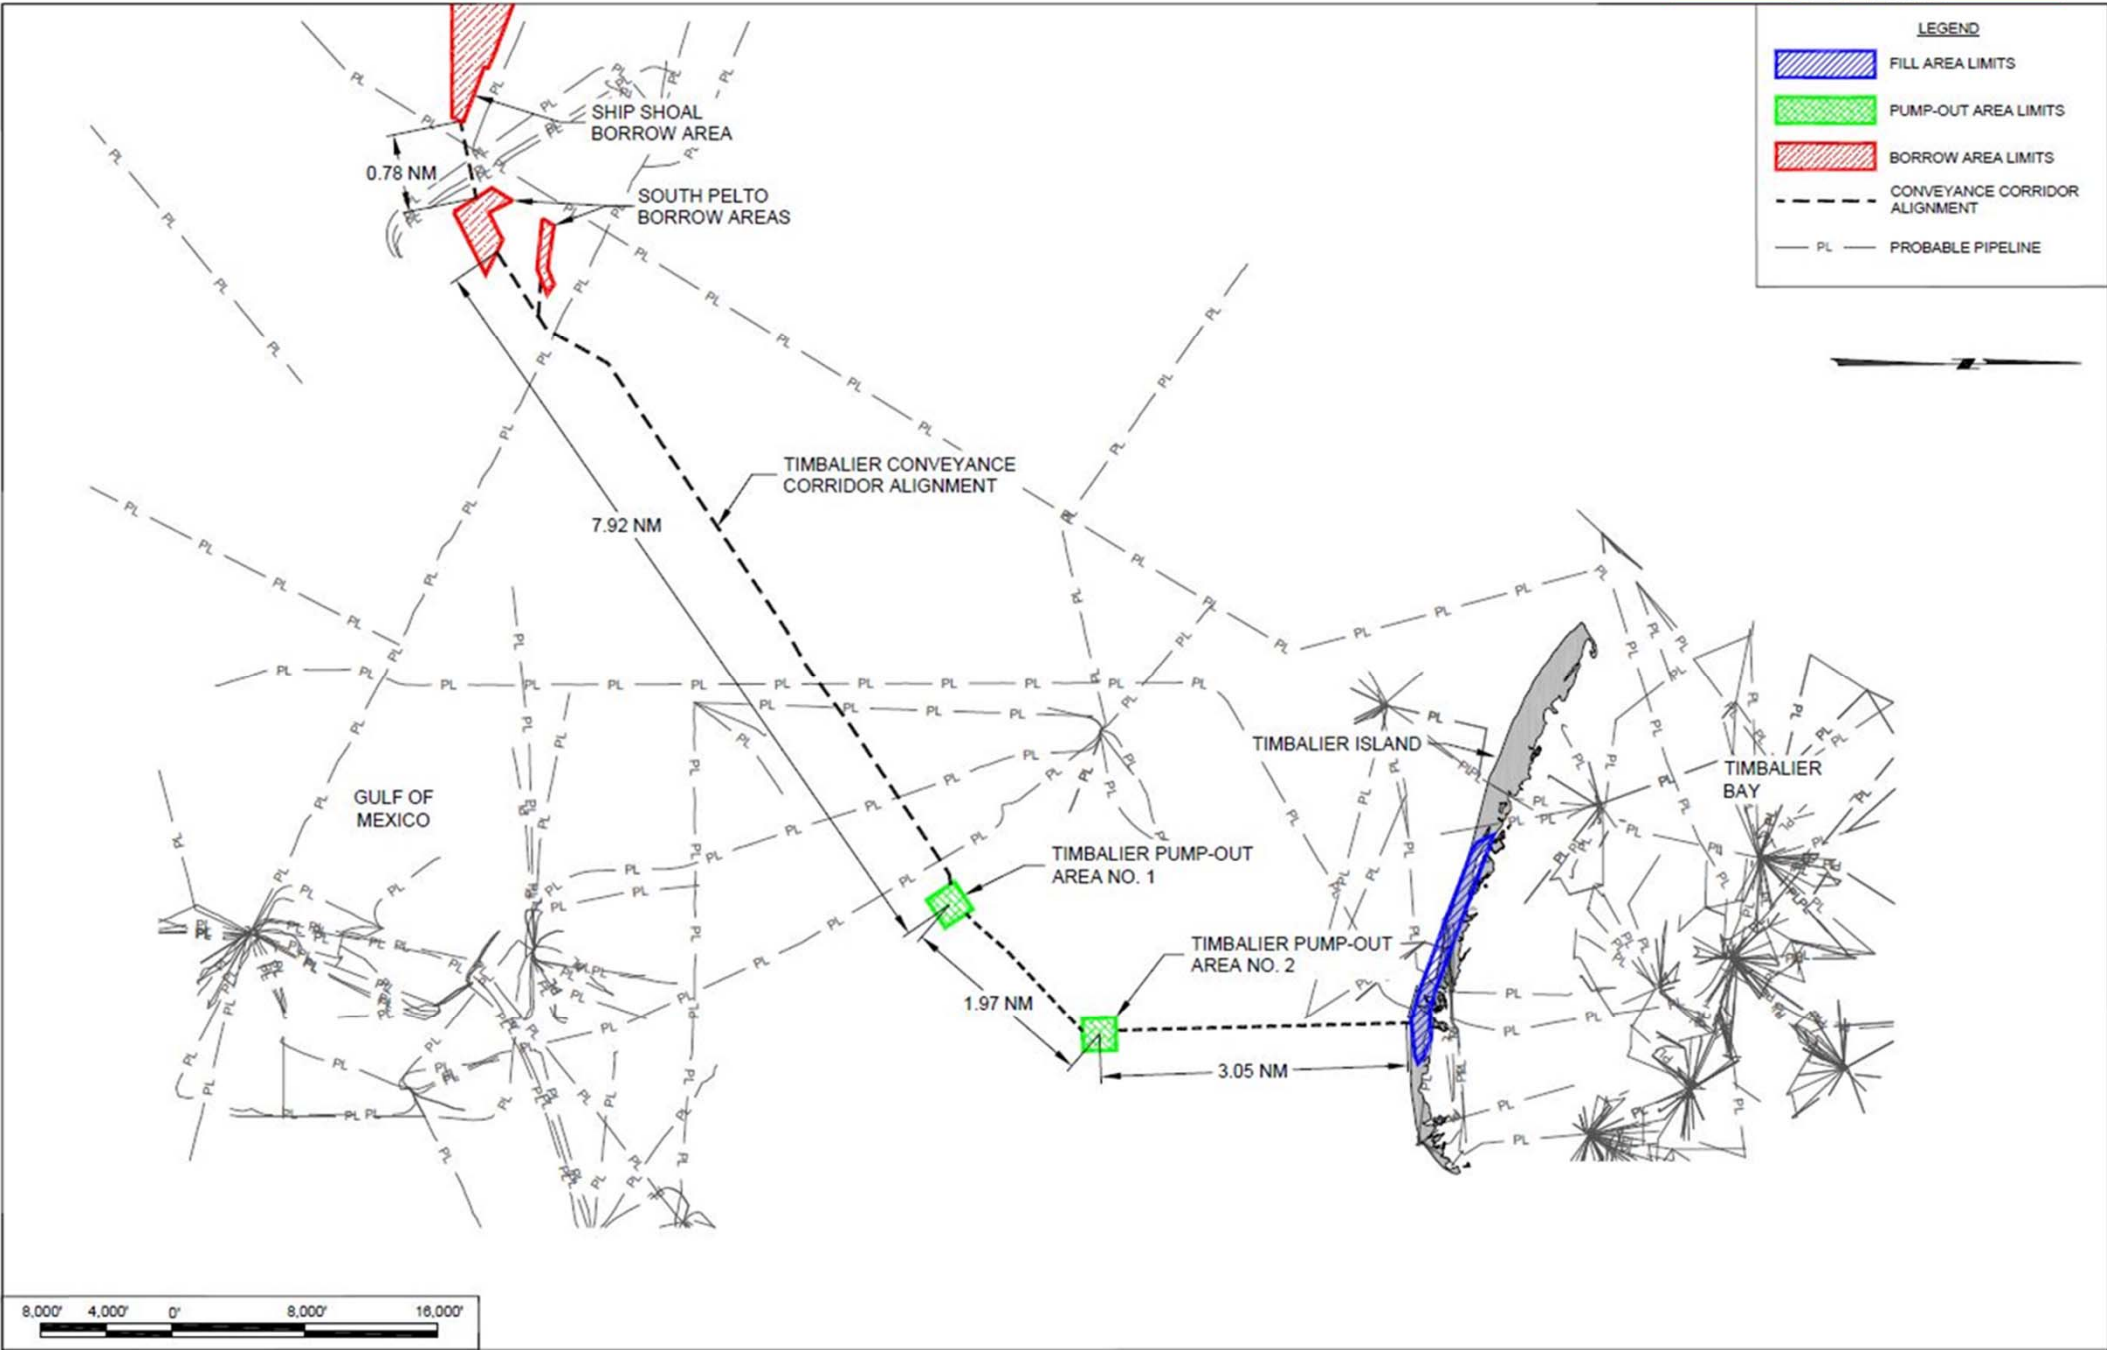 LEGEND
FILL AREA LIMITS
PUMP-OUT AREA LIMITS
BORROW AREA LIMITS
CONVEYANCE CORRIDOR
ALIGNMENT
PL
PROBABLE PIPELINE
SHIP SHOAL
BORROW AREA
0.78 NM
SOUTH PELTO
BORROW AREAS
TIMBALIER CONVEYANCE
CORRIDOR ALIGNMENT
7.92 NM
TIMBALIER ISLAND
TIMBALIER
BAY
GULF OF
MEXICO
TIMBALIER PUMP-OUT
AREA NO. 1
TIMBALIER PUMP-OUT
AREA NO. 2
1.97 NM
3.05 NM
8,000' 4,000' 0' 8,000' 16,000'